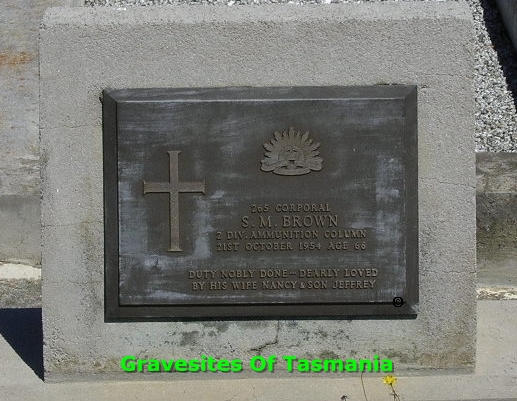 265 CORPORAL
S. M. BROWN
2 DIV. AMMUNITION COLUMN
21ST OCTOBER 1954 AGE 66
DUTY NOBLY DONE – DEARLY LOVED
BY HIS WIFE NANCY & SON JEFFREY
Gravesites Of Tasmania